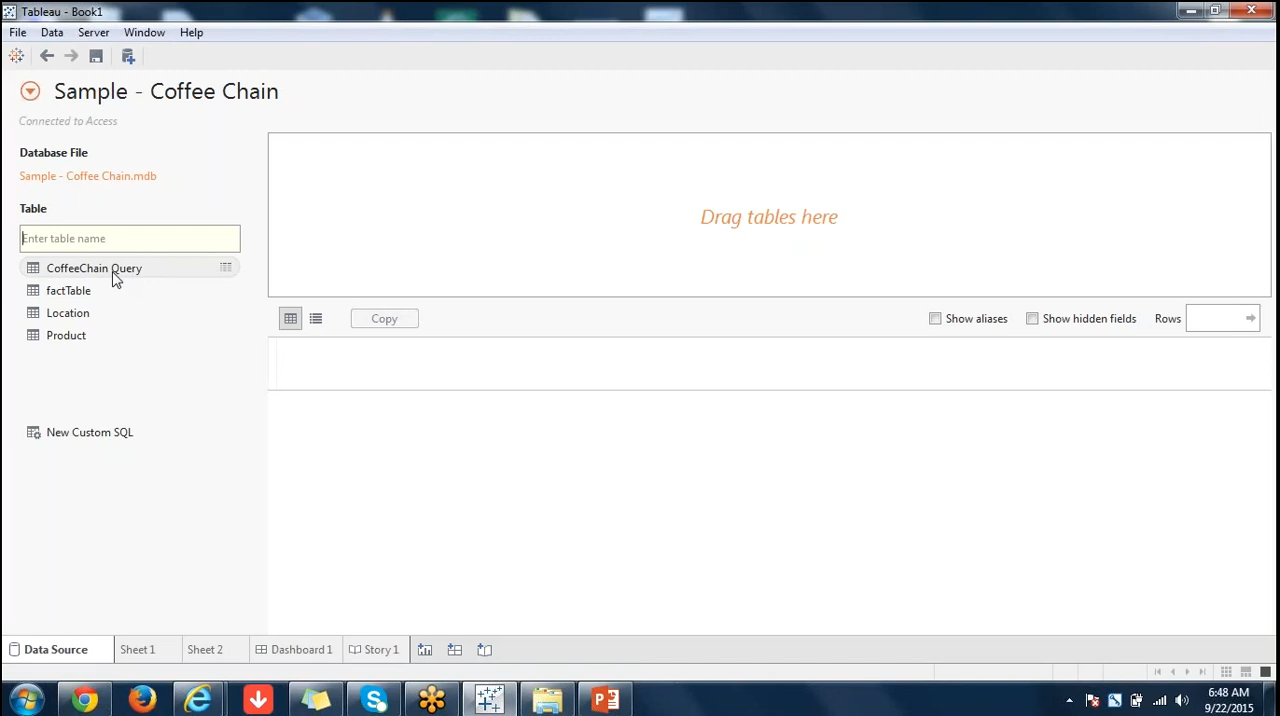 Tableau - Book1
File Data Server Window Help
Sample - Coffee Chain
Connected to Access
Database File
Sample - Coffee Chain.mdb
Table
Enter table name
CoffeeChain Query
factTable
Location
Product
New Custom SQL
Drag tables here
Copy
Show aliases
Show hidden fields
Rows
Data Source
Sheet 1
Sheet 2
Dashboard 1
Story 1
6:48 AM
9/22/2015